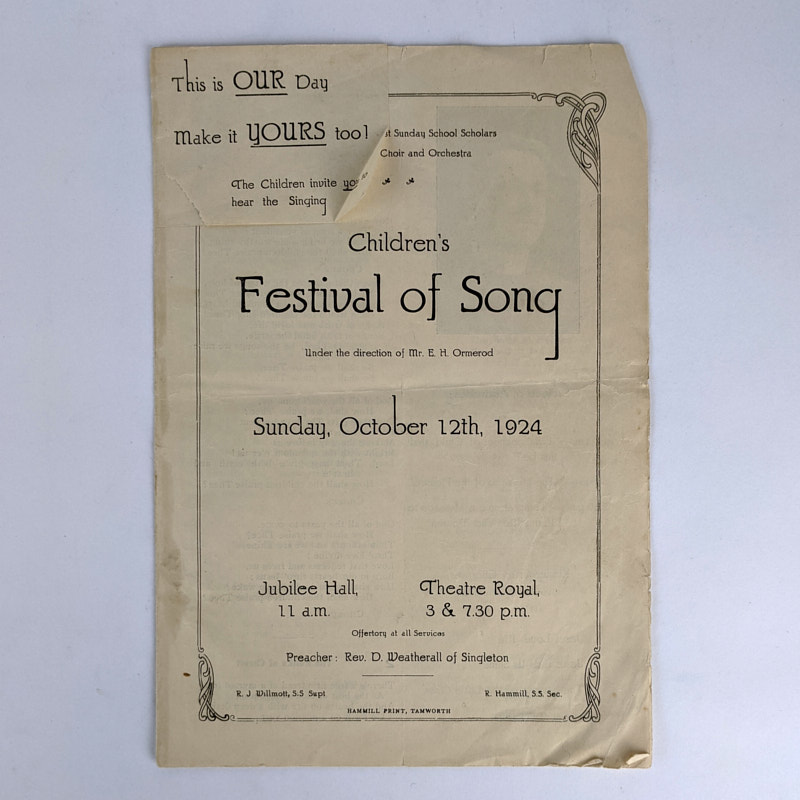 This is OUR Day
Make it YOURS too!
The Children invite
hear the Singing
Sunday School Scholars
Choir and Orchestra
Children's
Festival of Song
Under the direction of Mr. E. H. Ormerod
Sunday, October 12th, 1924
Jubilee Hall,
11 a.m.
Theatre Royal,
3 & 7.30 p.m.
Offertory at all Services
Preacher: Rev. D. Weatherall of Singleton
R. J Willmott, S.S Supt
R. Hammill, S.S. Sec.
HAMMILL PRINT, TAMWORTH